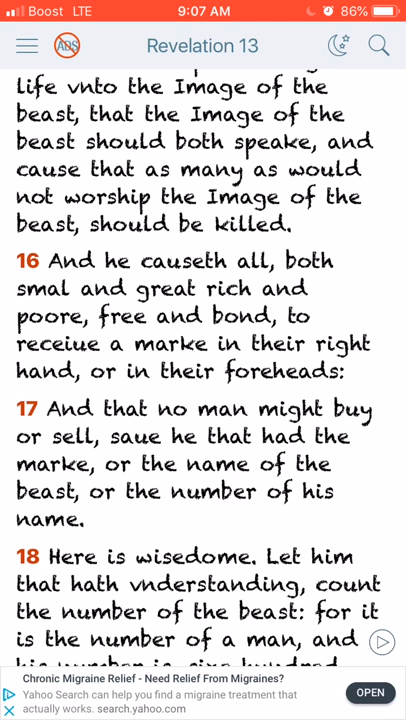 Boost LTE 9:07 AM 86%
ADS Revelation 13
life vnto the Image of the
beast, that the Image of the
beast should both speake, and
cause that as many as would
not worship the Image of the
beast, should be killed.
16 And he causeth all, both
smal and great rich and
poore, free and bond, to
receiue a marke in their right
hand, or in their foreheads:
17 And that no man might buy
or sell, saue he that had the
marke, or the name of the
beast, or the number of his
name.
18 Here is wisedome. Let him
that hath vnderstanding, count
the number of the beast: for it
is the number of a man, and
his number is, sixe hundred
Chronic Migraine Relief - Need Relief From Migraines?
Yahoo Search can help you find a migraine treatment that
actually works. search.yahoo.com
OPEN